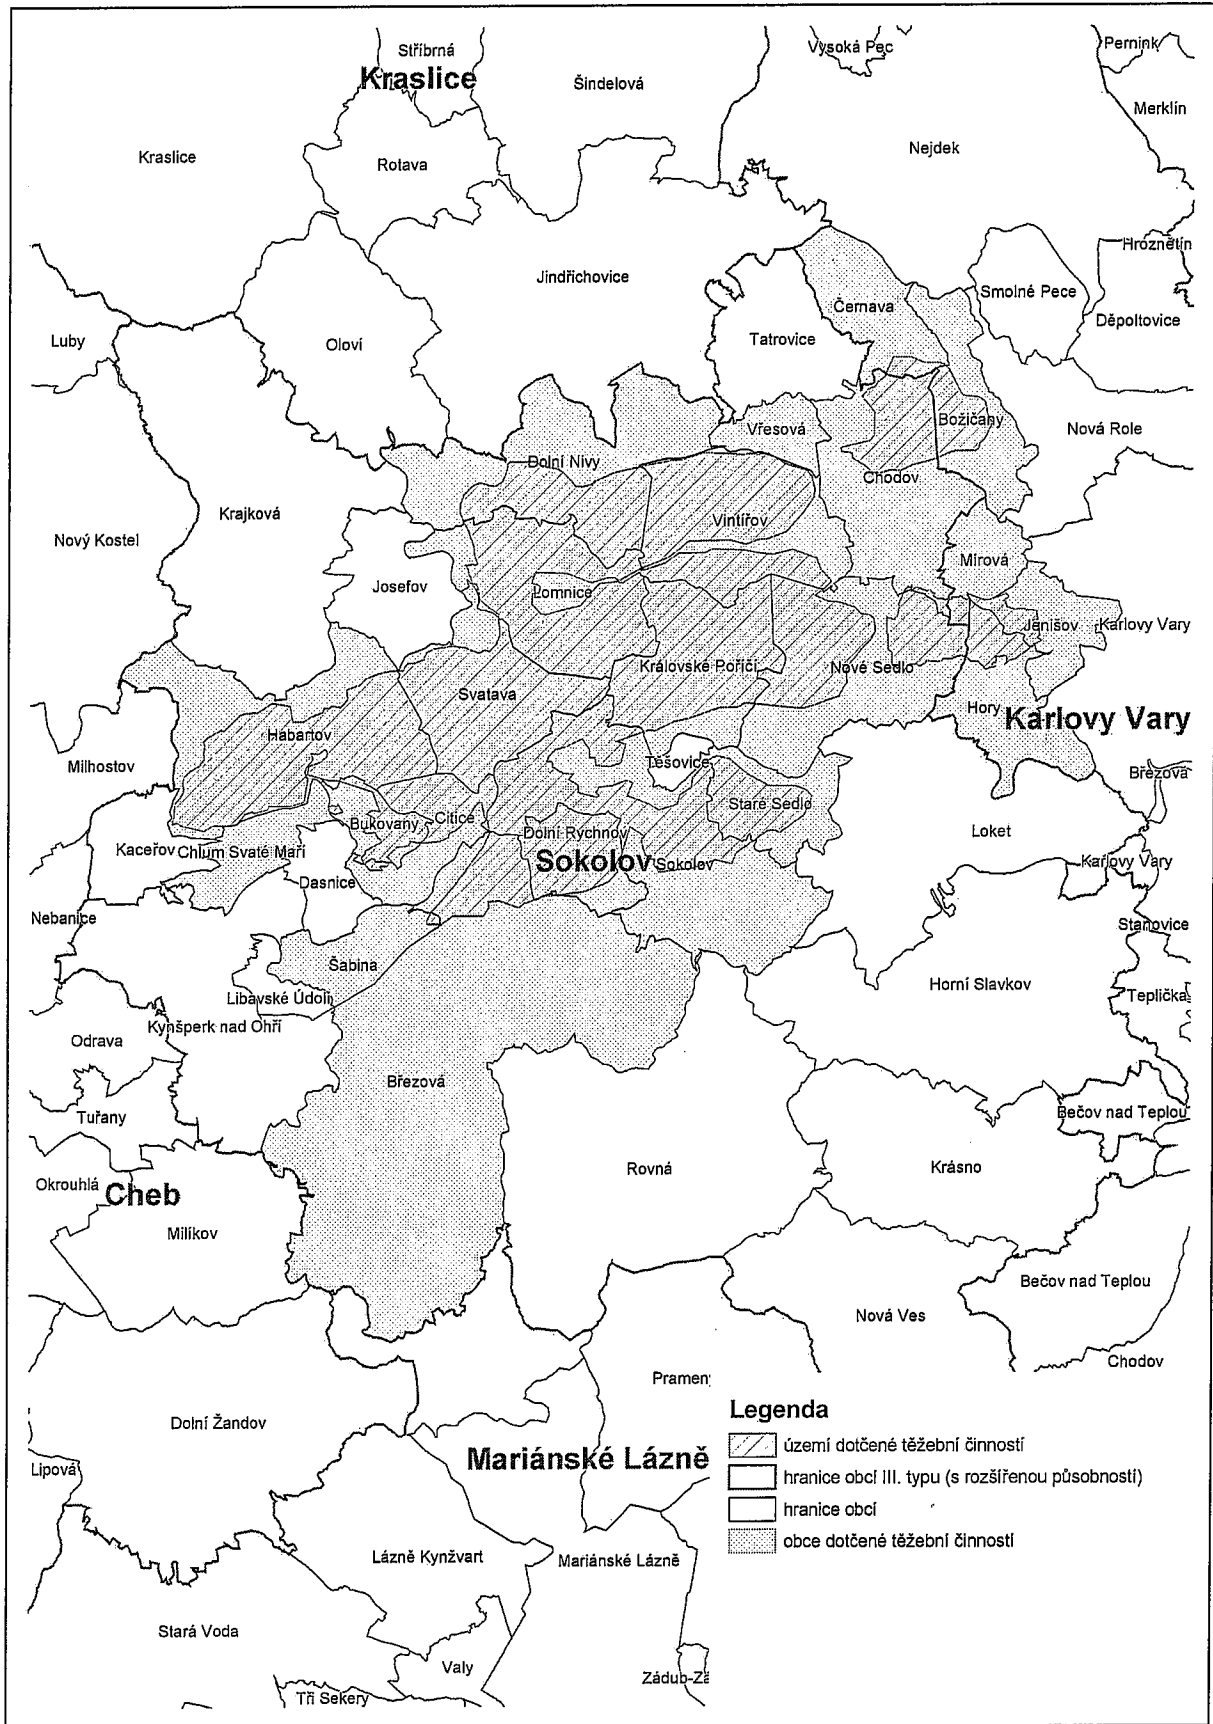 Stříbrná
Kraslice
Vysoká Pec
Pernink
Šindelová
Merklín
Kraslice
Rotava
Nejdek
Hroznětín
Jindřichovice
Smolné Pece
Černava
Děpoltovice
Luby
Oloví
Tatrovice
Božičany
Nová Role
Vřesová
Dolní Nivy
Chodov
Krajková
Vintířov
Nový Kostel
Mírová
Josefov
Lomnice
Jenišov
Karlovy Vary
Královské Poříčí
Nové Sedlo
Svatava
Hory
Karlovy Vary
Habartov
Milhostov
Těšovice
Březová
Staré Sedlo
Bukovany
Citice
Dolní Rychnov
Loket
Kaceřov
Chlum Svaté Maří
Sokolov
Sokolov
Karlovy Vary
Dasnice
Nebanice
Stanovice
Šabina
Horní Slavkov
Libavské Údolí
Teplička
Kynšperk nad Ohří
Odrava
Březová
Tuřany
Bečov nad Teplou
Rovná
Krásno
Okrouhlá
Cheb
Milíkov
Bečov nad Teplou
Nová Ves
Chodov
Prameny
Legenda
Dolní Žandov
území dotčené těžební činností
Mariánské Lázně
Lipová
hranice obcí III. typu (s rozšířenou působností)
hranice obcí
obce dotčené těžební činností
Lázně Kynžvart
Mariánské Lázně
Stará Voda
Valy
Zádub-Zá
Tři Sekery